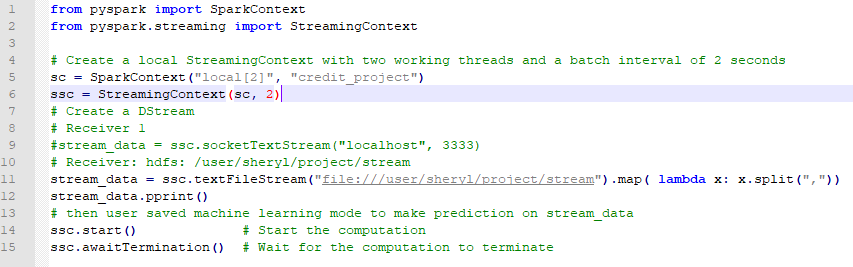 1 from pyspark import SparkContext
2 from pyspark.streaming import StreamingContext
3
4 # Create a local StreamingContext with two working threads and a batch interval of 2 seconds
5 sc = SparkContext("local[2]", "credit_project")
6 ssc = StreamingContext(sc, 2)
7 # Create a DStream
8 # Receiver 1
9 #stream_data = ssc.socketTextStream("localhost", 3333)
10 # Receiver: hdfs: /user/sheryl/project/stream
11 stream_data = ssc.textFileStream("file:///user/sheryl/project/stream").map( lambda x: x.split(","))
12 stream_data.pprint()
13 # then user saved machine learning mode to make prediction on stream_data
14 ssc.start() # Start the computation
15 ssc.awaitTermination() # Wait for the computation to terminate